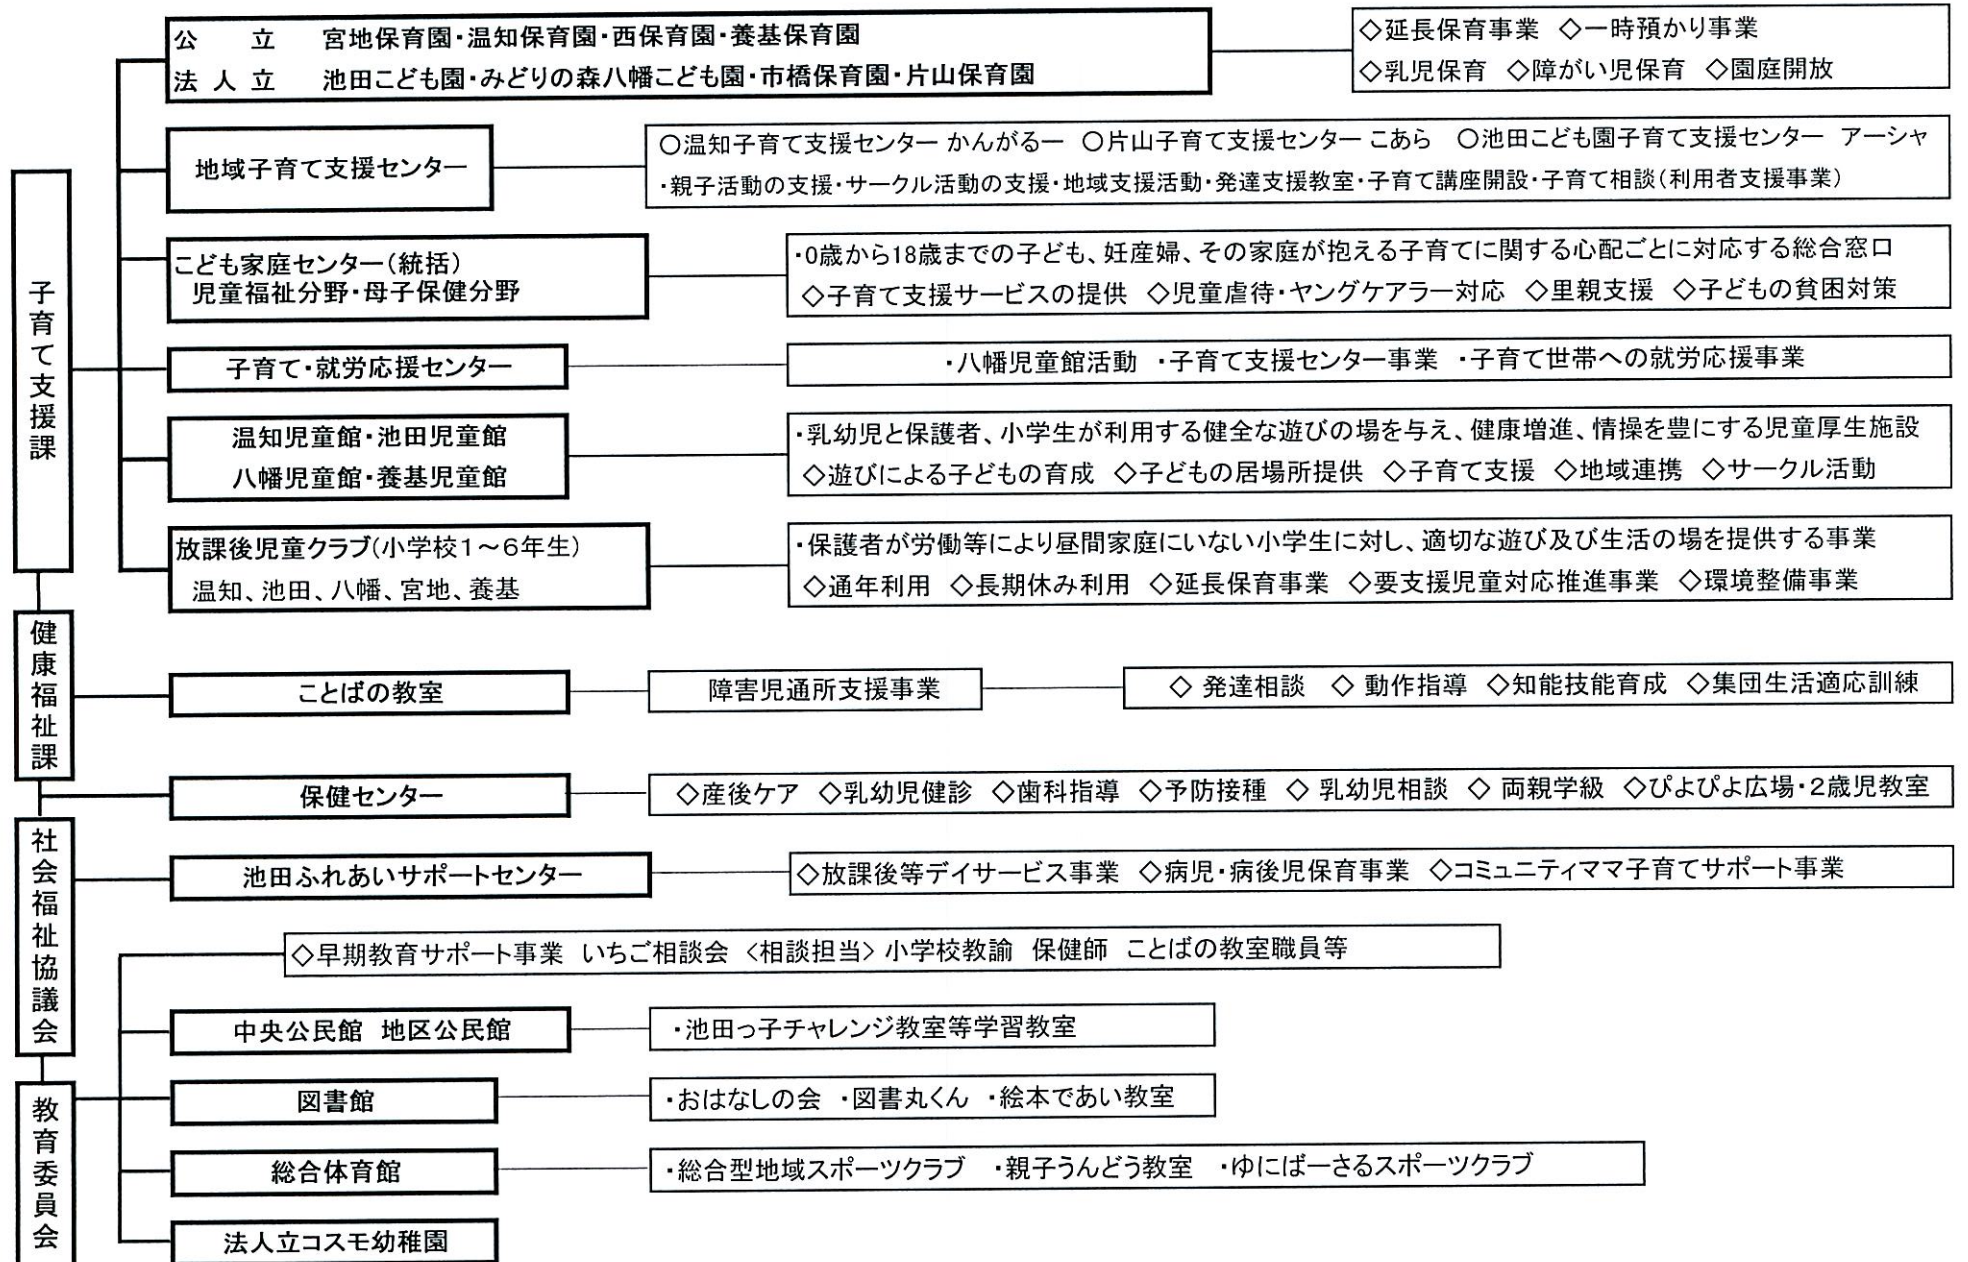 公　　立　宮地保育園・温知保育園・西保育園・養基保育園
法 人 立　池田こども園・みどりの森八幡こども園・市橋保育園・片山保育園
◇延長保育事業　◇一時預かり事業
◇乳児保育　◇障がい児保育　◇園庭開放
地域子育て支援センター
○温知子育て支援センター かんがるー　○片山子育て支援センター こあら　○池田こども園子育て支援センター　アーシャ
・親子活動の支援・サークル活動の支援・地域支援活動・発達支援教室・子育て講座開設・子育て相談（利用者支援事業）
子育て支援課
こども家庭センター（統括）
児童福祉分野・母子保健分野
・0歳から18歳までの子ども、妊産婦、その家庭が抱える子育てに関する心配ごとに対応する総合窓口
◇子育て支援サービスの提供　◇児童虐待・ヤングケアラー対応　◇里親支援　◇子どもの貧困対策
子育て・就労応援センター
・八幡児童館活動　・子育て支援センター事業　・子育て世帯への就労応援事業
温知児童館・池田児童館
八幡児童館・養基児童館
・乳幼児と保護者、小学生が利用する健全な遊びの場を与え、健康増進、情操を豊にする児童厚生施設
◇遊びによる子どもの育成　◇子どもの居場所提供　◇子育て支援　◇地域連携　◇サークル活動
放課後児童クラブ（小学校１～６年生）
温知、池田、八幡、宮地、養基
・保護者が労働等により昼間家庭にいない小学生に対し、適切な遊び及び生活の場を提供する事業
◇通年利用　◇長期休み利用　◇延長保育事業　◇要支援児童対応推進事業　◇環境整備事業
健康福祉課
ことばの教室
障害児通所支援事業
◇ 発達相談　◇ 動作指導　◇知能技能育成　◇集団生活適応訓練
保健センター
◇産後ケア　◇乳幼児健診　◇歯科指導　◇予防接種　◇ 乳幼児相談　◇ 両親学級　◇ぴよぴよ広場・２歳児教室
社会福祉協議会
池田ふれあいサポートセンター
◇放課後等デイサービス事業　◇病児・病後児保育事業　◇コミュニティママ子育てサポート事業
◇早期教育サポート事業　いちご相談会　〈相談担当〉小学校教諭　保健師　ことばの教室職員等
中央公民館　地区公民館
・池田っ子チャレンジ教室等学習教室
教育委員会
図書館
・おはなしの会　・図書丸くん　・絵本であい教室
総合体育館
・総合型地域スポーツクラブ　・親子うんどう教室　・ゆにばーさるスポーツクラブ
法人立コスモ幼稚園